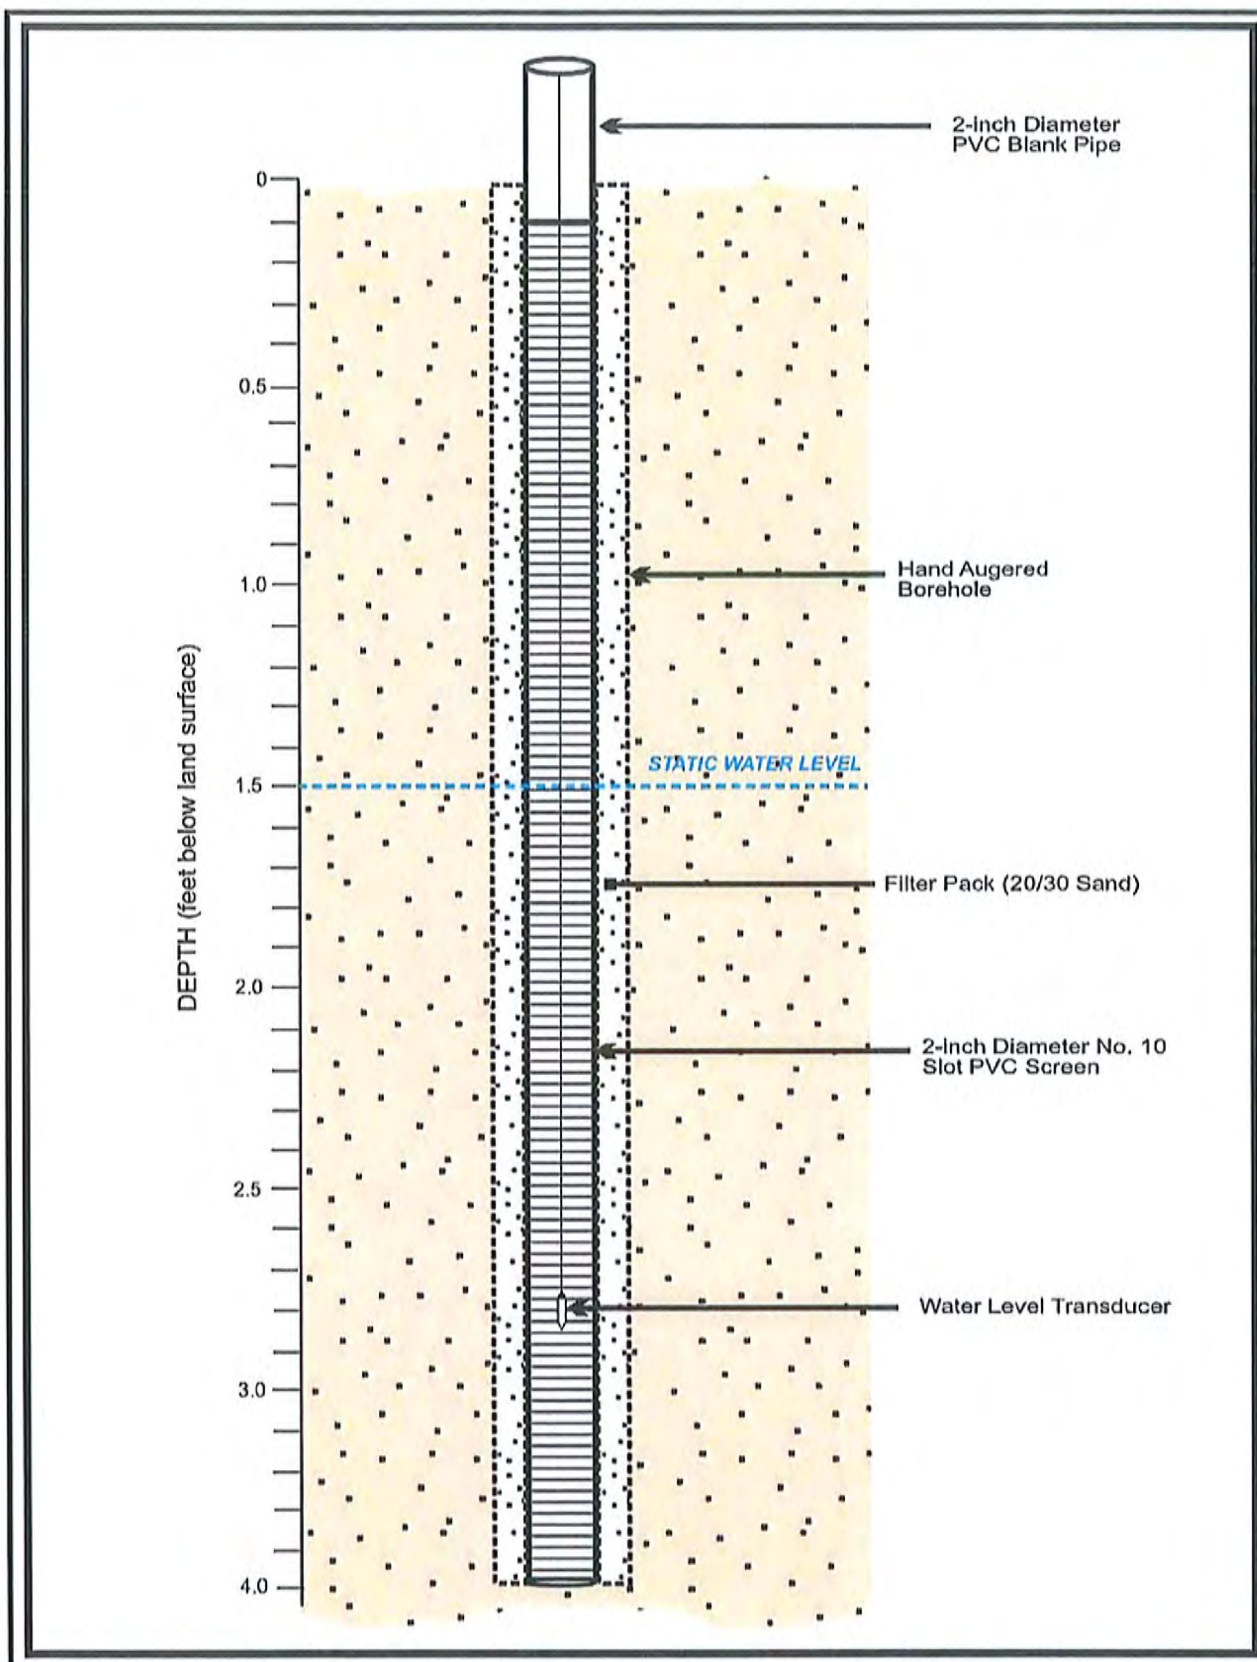 2-inch Diameter
PVC Blank Pipe
0
0.5
Hand Augered
Borehole
1.0
DEPTH (feet below land surface)
STATIC WATER LEVEL
1.5
Filter Pack (20/30 Sand)
2.0
2-inch Diameter No. 10
Slot PVC Screen
2.5
Water Level Transducer
3.0
4.0